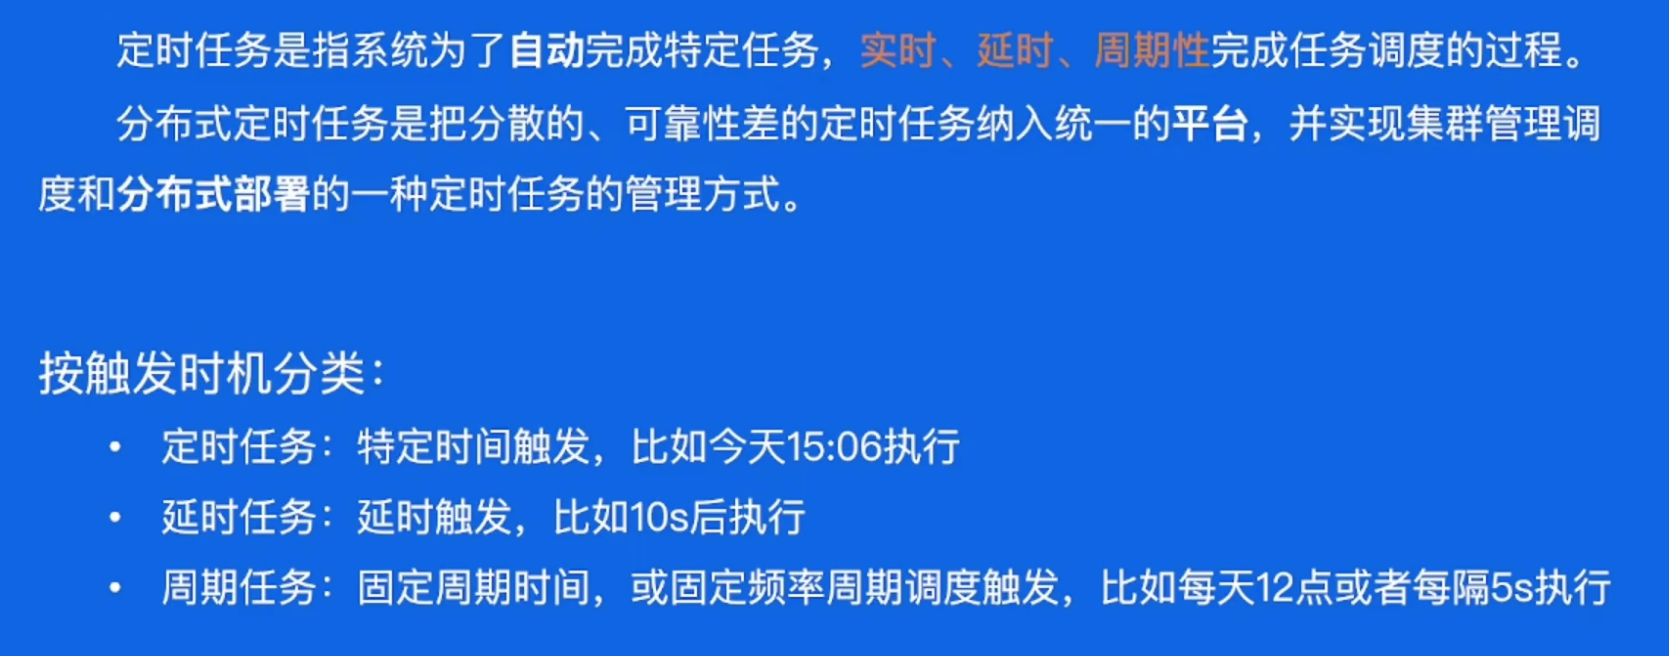 定时任务是指系统为了自动完成特定任务，实时、延时、周期性完成任务调度的过程。
分布式定时任务是把分散的、可靠性差的定时任务纳入统一的平台，并实现集群管理调
度和分布式部署的一种定时任务的管理方式。
按触发时机分类：
• 定时任务：特定时间触发，比如今天15:06执行
• 延时任务：延时触发，比如10s后执行
• 周期任务：固定周期时间，或固定频率周期调度触发，比如每天12点或者每隔5s执行